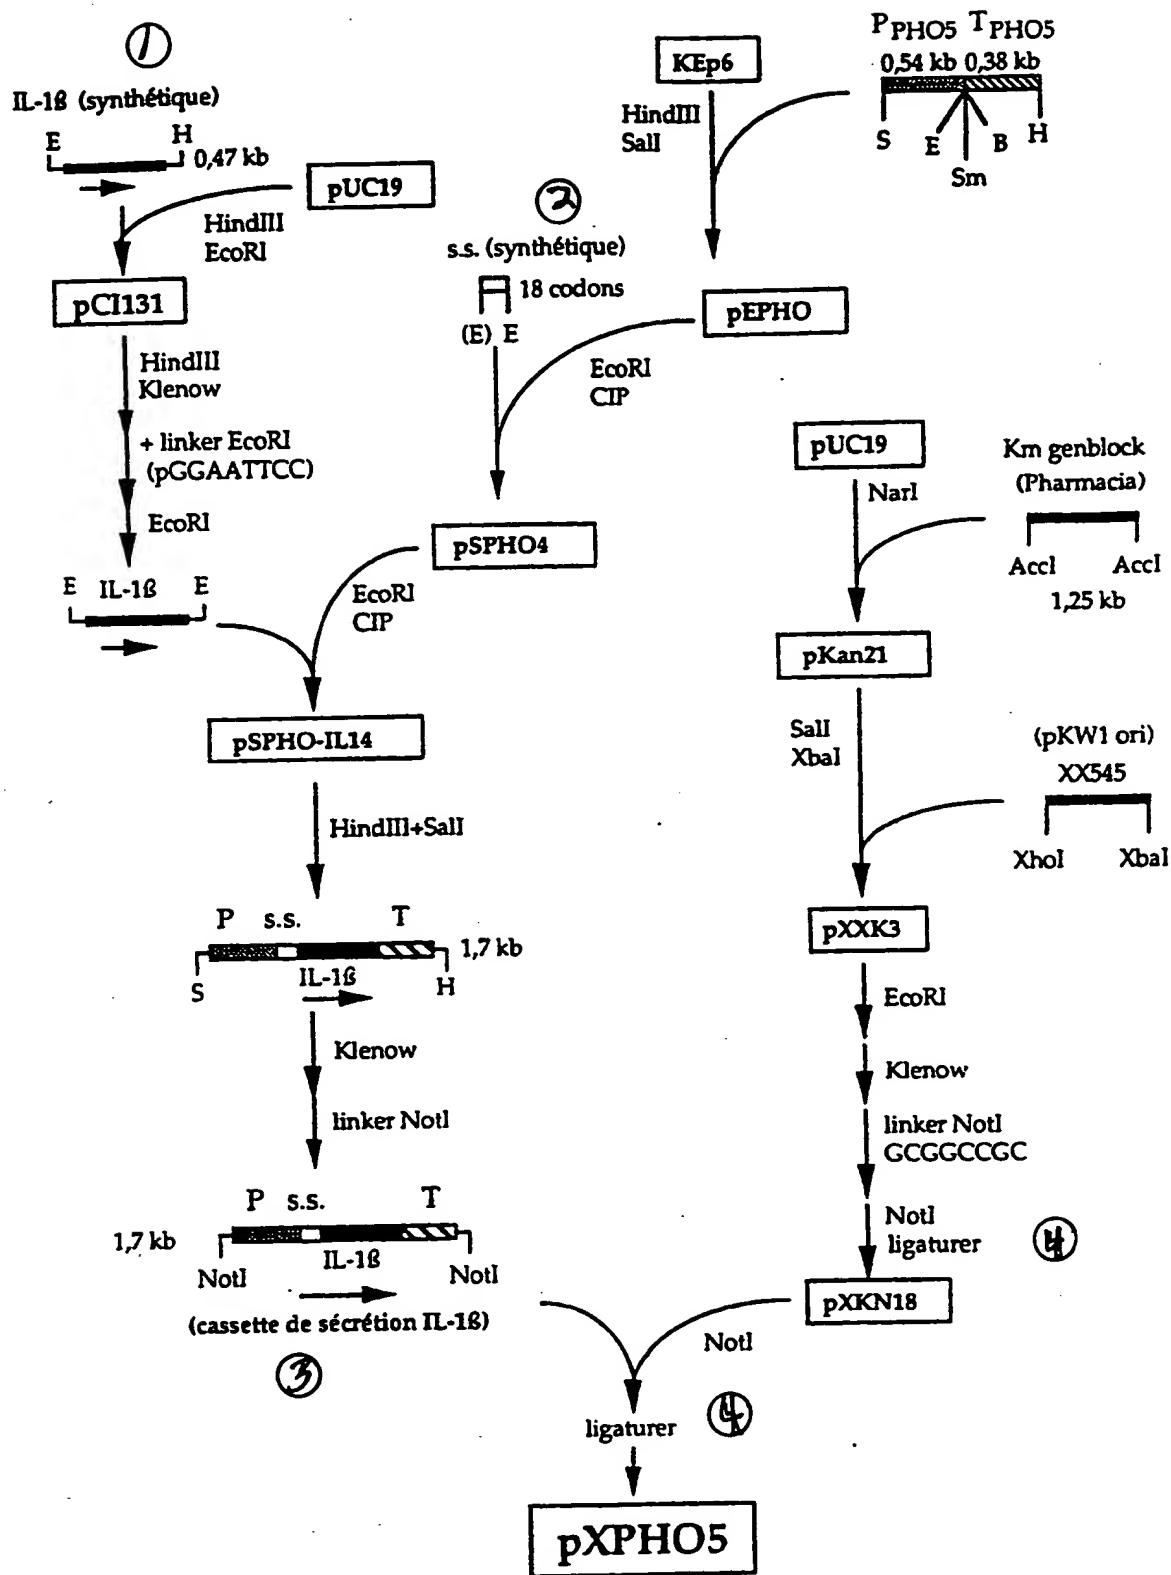 1
IL-1ß (synthétique)
E H
0,47 kb
pUC19
HindIII
EcoRI
pCI131
HindIII
Klenow
+ linker EcoRI
(pGGAATTCC)
EcoRI
E IL-1ß E
KEp6
HindIII
SalI
P PHO5 T PHO5
0,54 kb 0,38 kb
S E B H
Sm
2
s.s. (synthétique)
18 codons
(E) E
pEPHO
EcoRI
CIP
pSPHO4
EcoRI
CIP
pSPHO-IL14
HindIII+SalI
P s.s. T
1,7 kb
S IL-1ß H
Klenow
linker NotI
P s.s. T
1,7 kb
IL-1ß
NotI NotI
(cassette de sécrétion IL-1ß)
3
pUC19
NarI
Km genblock
(Pharmacia)
AccI AccI
1,25 kb
pKan21
SalI
XbaI
(pKW1 ori)
XX545
XhoI XbaI
pXXK3
EcoRI
Klenow
linker NotI
GCGGCCGC
NotI
ligaturer
4
pXKN18
NotI
ligaturer
4
pXPHO5